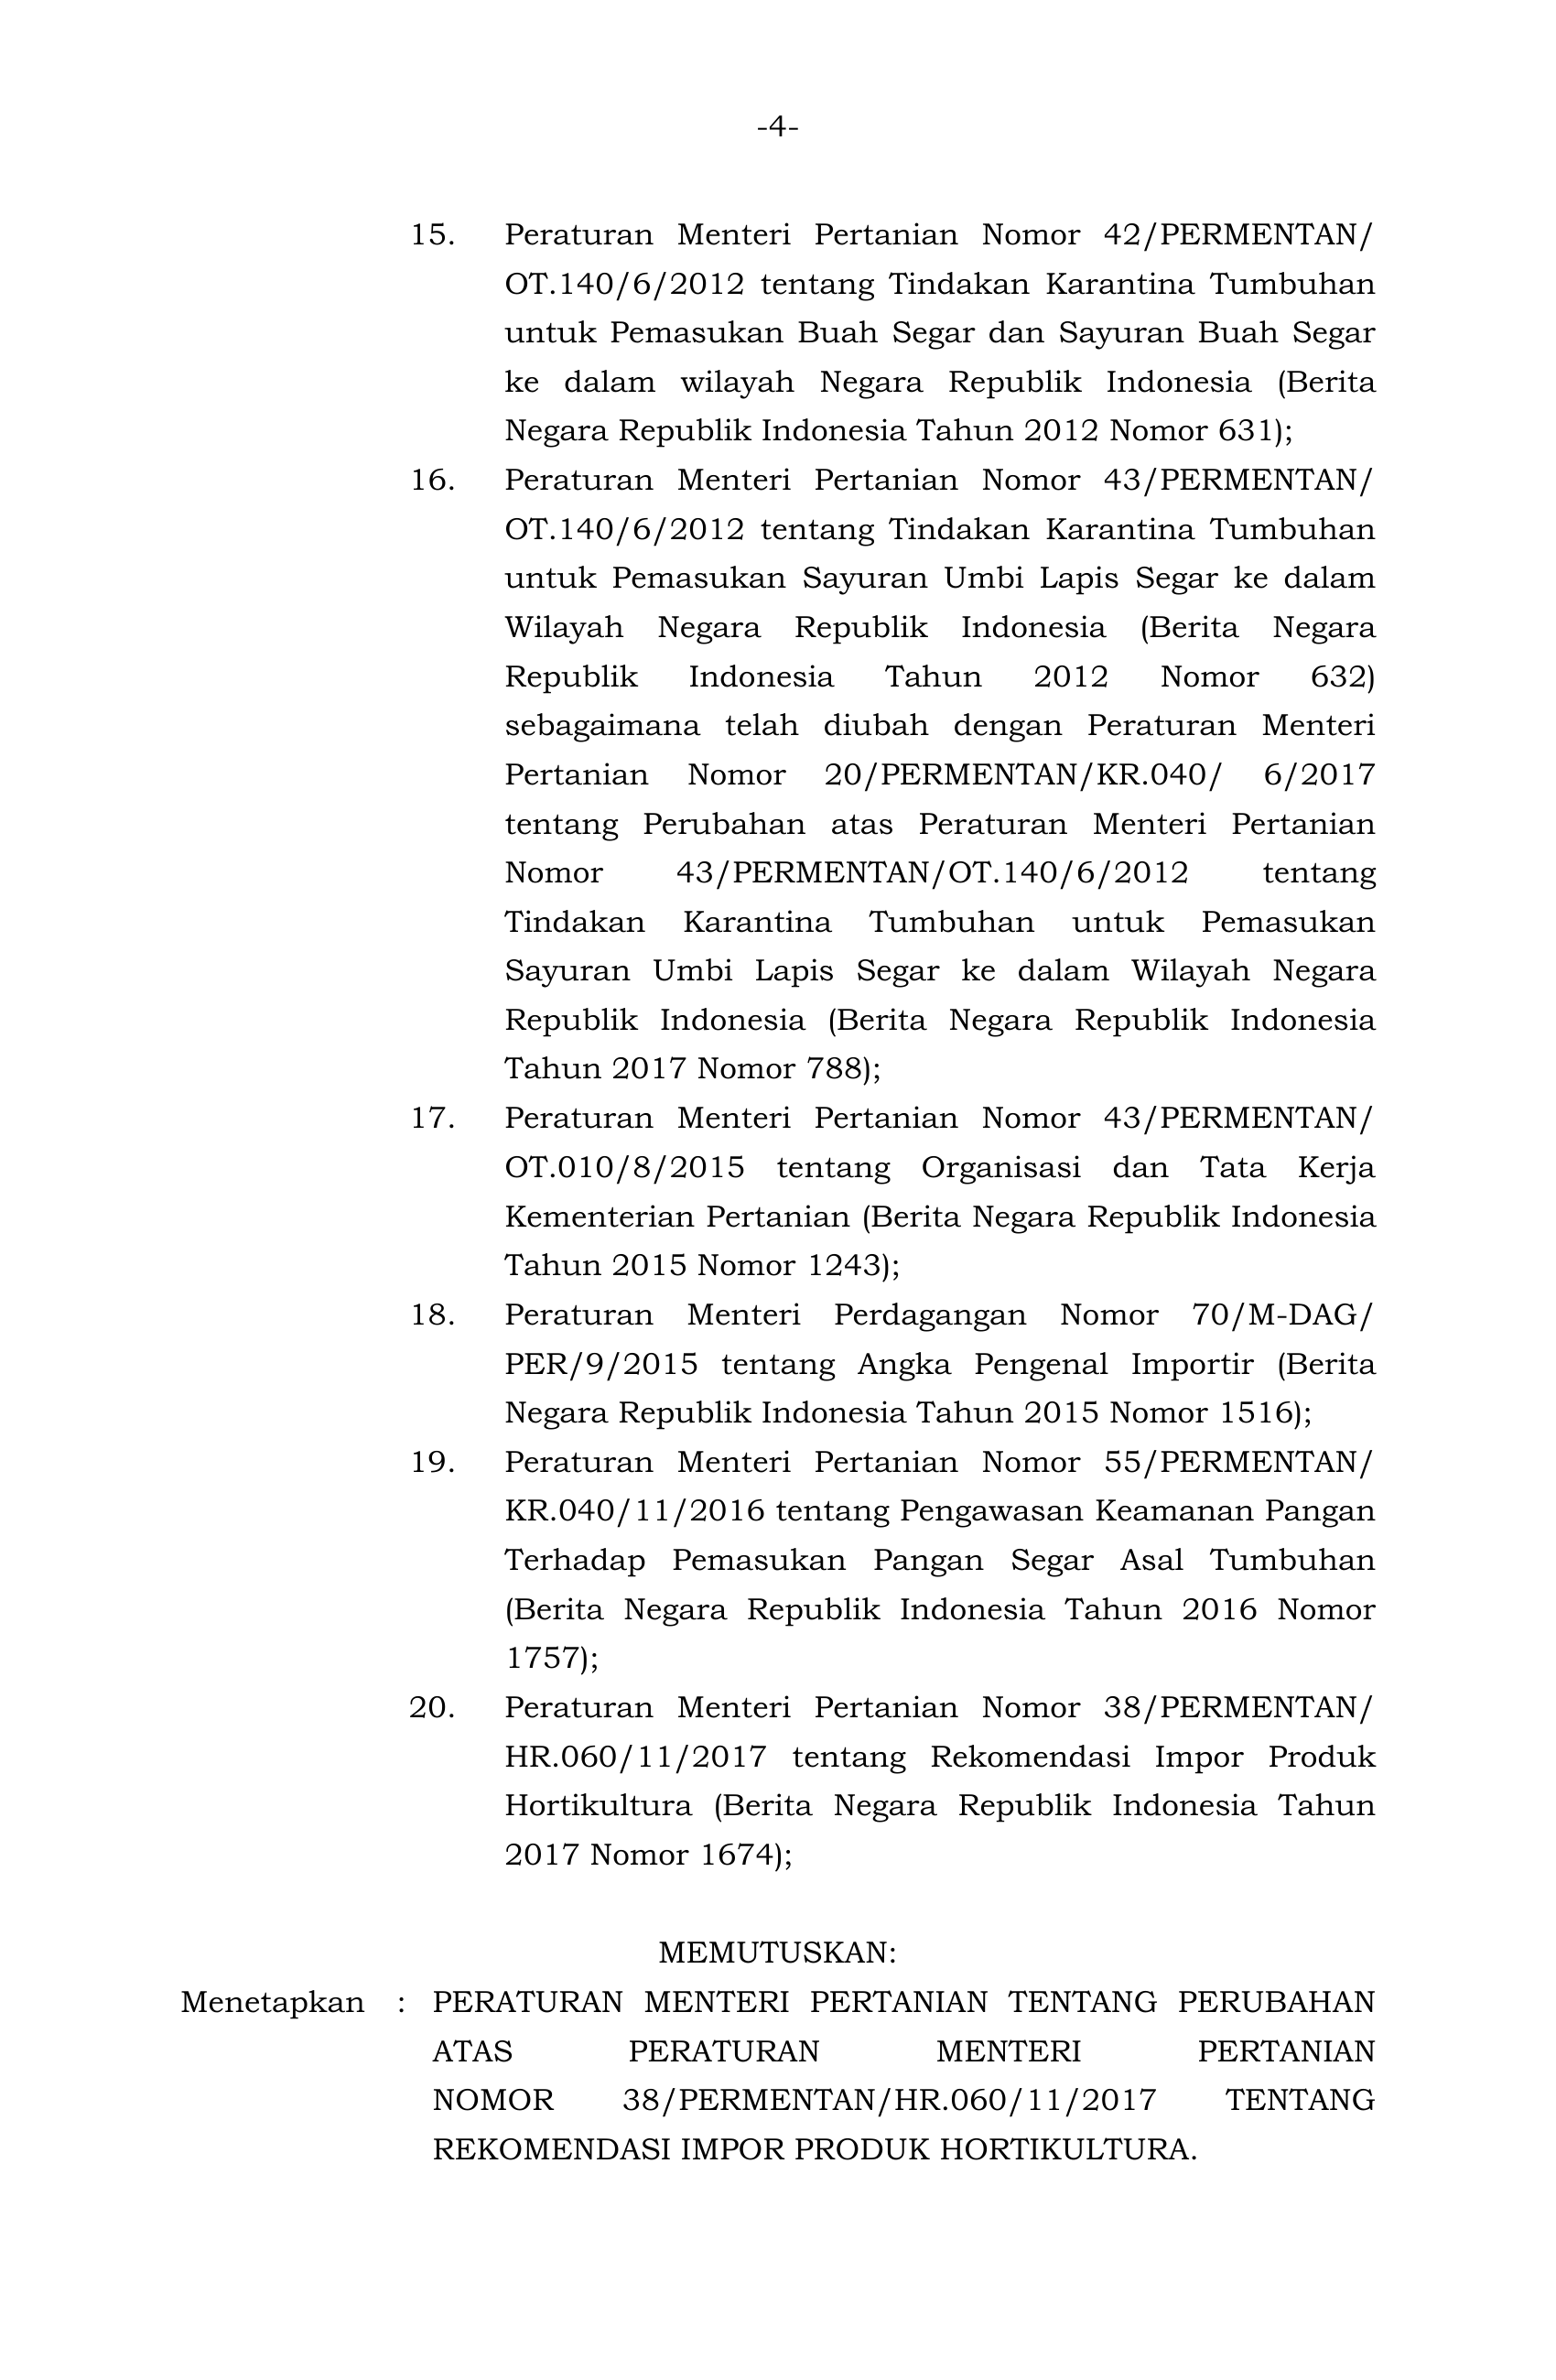 -4-
15. Peraturan Menteri Pertanian Nomor 42/PERMENTAN/
OT.140/6/2012 tentang Tindakan Karantina Tumbuhan
untuk Pemasukan Buah Segar dan Sayuran Buah Segar
ke dalam wilayah Negara Republik Indonesia (Berita
Negara Republik Indonesia Tahun 2012 Nomor 631);
16. Peraturan Menteri Pertanian Nomor 43/PERMENTAN/
OT.140/6/2012 tentang Tindakan Karantina Tumbuhan
untuk Pemasukan Sayuran Umbi Lapis Segar ke dalam
Wilayah Negara Republik Indonesia (Berita Negara
Republik Indonesia Tahun 2012 Nomor 632)
sebagaimana telah diubah dengan Peraturan Menteri
Pertanian Nomor 20/PERMENTAN/KR.040/ 6/2017
tentang Perubahan atas Peraturan Menteri Pertanian
Nomor 43/PERMENTAN/OT.140/6/2012 tentang
Tindakan Karantina Tumbuhan untuk Pemasukan
Sayuran Umbi Lapis Segar ke dalam Wilayah Negara
Republik Indonesia (Berita Negara Republik Indonesia
Tahun 2017 Nomor 788);
17. Peraturan Menteri Pertanian Nomor 43/PERMENTAN/
OT.010/8/2015 tentang Organisasi dan Tata Kerja
Kementerian Pertanian (Berita Negara Republik Indonesia
Tahun 2015 Nomor 1243);
18. Peraturan Menteri Perdagangan Nomor 70/M-DAG/
PER/9/2015 tentang Angka Pengenal Importir (Berita
Negara Republik Indonesia Tahun 2015 Nomor 1516);
19. Peraturan Menteri Pertanian Nomor 55/PERMENTAN/
KR.040/11/2016 tentang Pengawasan Keamanan Pangan
Terhadap Pemasukan Pangan Segar Asal Tumbuhan
(Berita Negara Republik Indonesia Tahun 2016 Nomor
1757);
20. Peraturan Menteri Pertanian Nomor 38/PERMENTAN/
HR.060/11/2017 tentang Rekomendasi Impor Produk
Hortikultura (Berita Negara Republik Indonesia Tahun
2017 Nomor 1674);
MEMUTUSKAN:
Menetapkan : PERATURAN MENTERI PERTANIAN TENTANG PERUBAHAN
ATAS PERATURAN MENTERI PERTANIAN
NOMOR 38/PERMENTAN/HR.060/11/2017 TENTANG
REKOMENDASI IMPOR PRODUK HORTIKULTURA.